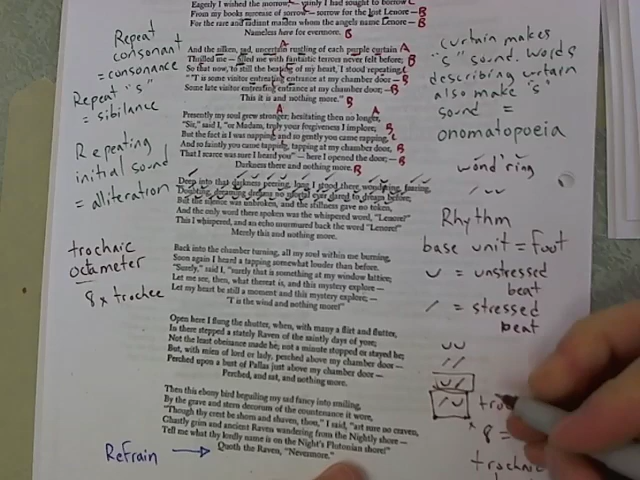 Eagerly I wished the morrow; — vainly I had sought to borrow
From my books surcease of sorrow — sorrow for the lost Lenore — B
For the rare and radiant maiden whom the angels name Lenore — B
Nameless here for evermore. B
And the silken, sad, uncertain rustling of each purple curtain A
Thrilled me — filled me with fantastic terrors never felt before; B
So that now, to still the beating of my heart, I stood repeating, C
"'Tis some visitor entreating entrance at my chamber door — B
Some late visitor entreating entrance at my chamber door; — B
This it is and nothing more." B
Presently my soul grew stronger; hesitating then no longer, A
"Sir," said I, "or Madam, truly your forgiveness I implore; B
But the fact is I was napping, and so gently you came rapping, C
And so faintly you came tapping, tapping at my chamber door, B
That I scarce was sure I heard you" — here I opened the door; — B
Darkness there and nothing more. B
Deep into that darkness peering, long I stood there wondering, fearing,
Doubting, dreaming dreams no mortal ever dared to dream before;
But the silence was unbroken, and the stillness gave no token,
And the only word there spoken was the whispered word, "Lenore?"
This I whispered, and an echo murmured back the word "Lenore!"
Merely this and nothing more.
Back into the chamber turning, all my soul within me burning,
Soon again I heard a tapping somewhat louder than before.
"Surely," said I, "surely that is something at my window lattice;
Let me see, then, what thereat is, and this mystery explore —
Let my heart be still a moment and this mystery explore; —
'T is the wind and nothing more!"
Open here I flung the shutter, when, with many a flirt and flutter,
In there stepped a stately Raven of the saintly days of yore;
Not the least obeisance made he; not a minute stopped or stayed he;
But, with mien of lord or lady, perched above my chamber door —
Perched upon a bust of Pallas just above my chamber door —
Perched, and sat, and nothing more.
Then this ebony bird beguiling my sad fancy into smiling,
By the grave and stern decorum of the countenance it wore,
"Though thy crest be shorn and shaven, thou," I said, "art sure no craven,
Ghastly grim and ancient Raven wandering from the Nightly shore —
Tell me what thy lordly name is on the Night's Plutonian shore!"
Quoth the Raven, "Nevermore."
Repeat
consonant
= consonance
Repeat "s"
= sibilance
Repeating
initial sound
= alliteration
trochaic
octameter
8 x trochee
Refrain
curtain makes
"s" sound. Words
describing curtain
also make "s"
sound =
onomatopoeia
wond'ring
Rhythm
base unit = foot
= unstressed
beat
= stressed
beat
x 8 =
trochaic